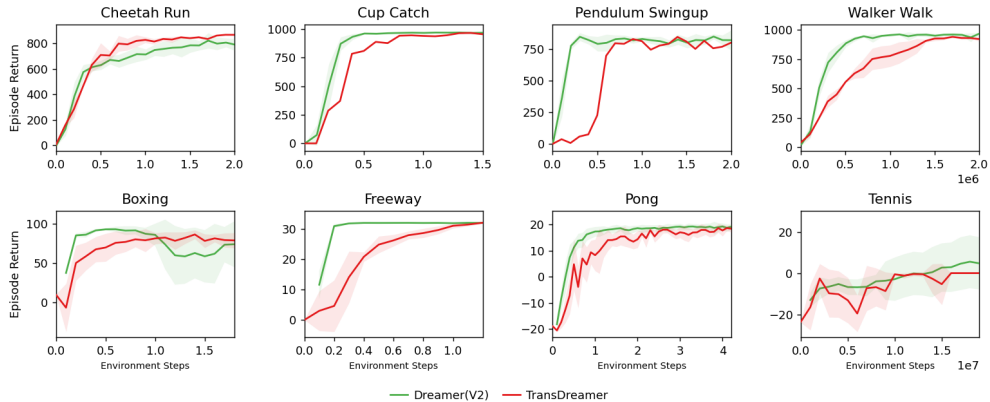 Cheetah Run Cup Catch Pendulum Swingup Walker Walk
Episode Return
800
600
400
200
0
0.0 0.5 1.0 1.5 2.0
1000
750
500
250
0
0.0 0.5 1.0 1.5
750
500
250
0
0.0 0.5 1.0 1.5 2.0
1000
750
500
250
0
0.0 0.5 1.0 1.5 2.0
1e6
Boxing Freeway Pong Tennis
Episode Return
100
50
0
0.0 0.5 1.0 1.5
Environment Steps
30
20
10
0
0.0 0.2 0.4 0.6 0.8 1.0
Environment Steps
20
10
0
−10
−20
0 1 2 3 4
Environment Steps
20
0
−20
0.0 0.5 1.0 1.5
Environment Steps
1e7
Dreamer(V2) TransDreamer